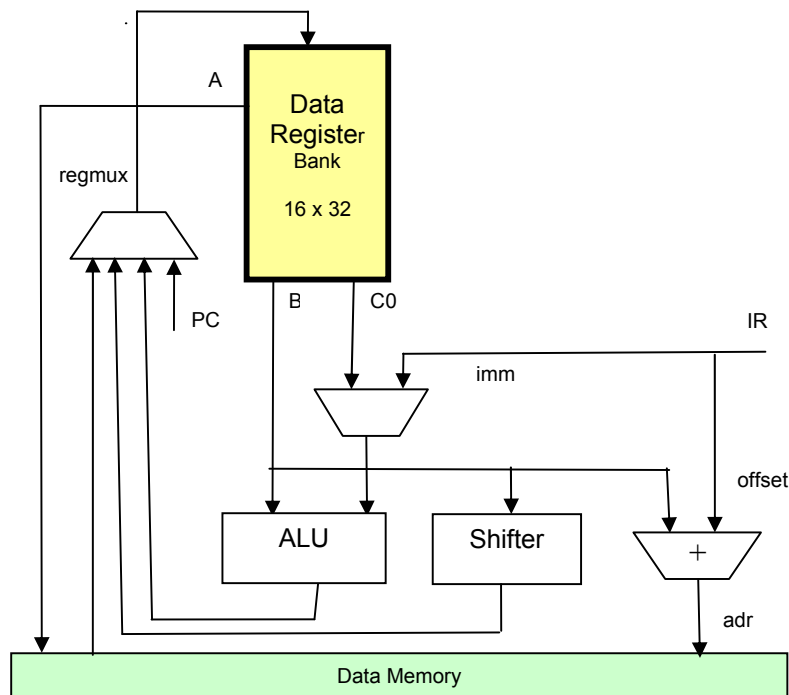 A
Data
Register
Bank
16 x 32
regmux
PC
B
C0
IR
imm
offset
ALU
Shifter
+
adr
Data Memory